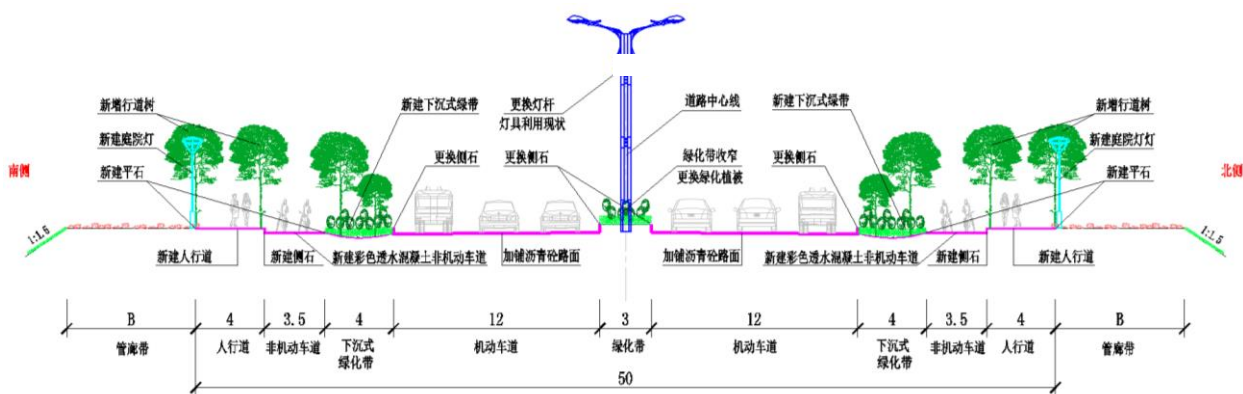 新增行道树
新建下沉式绿带
更换灯杆
灯具利用现状
道路中心线
新建下沉式绿带
新增行道树
新建庭院灯
更换侧石
更换侧石
绿化带收窄
更换绿化植被
更换侧石
新建庭院灯灯
南侧
新建平石
新建平石
北侧
1:1.5
1:1.5
新建人行道
新建侧石
新建彩色透水混凝土非机动车道
加铺沥青砼路面
加铺沥青砼路面
新建彩色透水混凝土非机动车道
新建侧石
新建人行道
B
4
3.5
4
12
3
12
4
3.5
4
B
管廊带
人行道
非机动车道
下沉式
绿化带
机动车道
绿化带
机动车道
下沉式
绿化带
非机动车道
人行道
管廊带
50